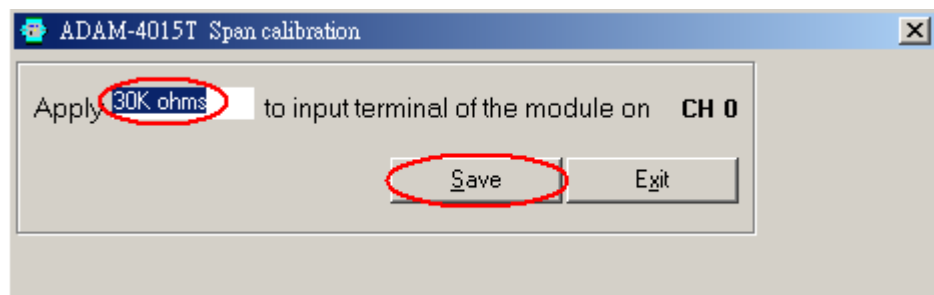 ADAM-4015T Span calibration
Apply 30K ohms to input terminal of the module on CH 0
Save Exit